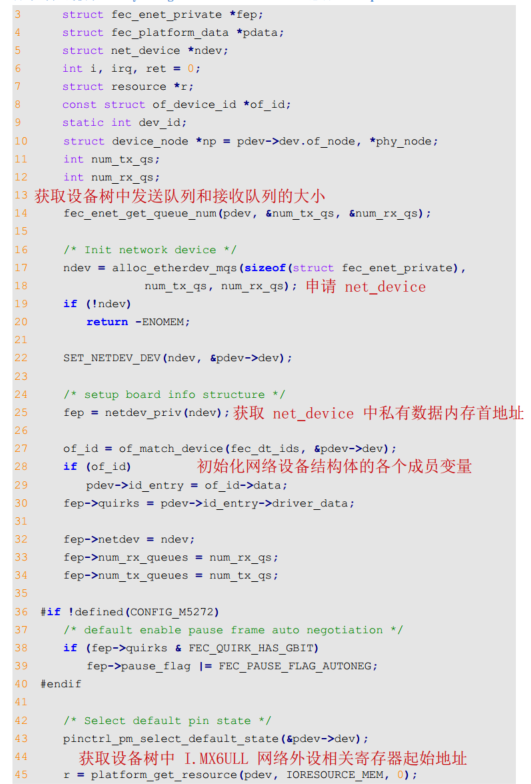 3 struct fec_enet_private *fep;
4 struct fec_platform_data *pdata;
5 struct net_device *ndev;
6 int i, irq, ret = 0;
7 struct resource *r;
8 const struct of_device_id *of_id;
9 static int dev_id;
10 struct device_node *np = pdev->dev.of_node, *phy_node;
11 int num_tx_qs;
12 int num_rx_qs;
13 获取设备树中发送队列和接收队列的大小
14 fec_enet_get_queue_num(pdev, &num_tx_qs, &num_rx_qs);
15
16 /* Init network device */
17 ndev = alloc_etherdev_mqs(sizeof(struct fec_enet_private),
18 num_tx_qs, num_rx_qs); 申请 net_device
19 if (!ndev)
20 return -ENOMEM;
21
22 SET_NETDEV_DEV(ndev, &pdev->dev);
23
24 /* setup board info structure */
25 fep = netdev_priv(ndev); 获取 net_device 中私有数据内存首地址
26
27 of_id = of_match_device(fec_dt_ids, &pdev->dev);
28 if (of_id) 初始化网络设备结构体的各个成员变量
29 pdev->id_entry = of_id->data;
30 fep->quirks = pdev->id_entry->driver_data;
31
32 fep->netdev = ndev;
33 fep->num_rx_queues = num_rx_qs;
34 fep->num_tx_queues = num_tx_qs;
35
36 #if !defined(CONFIG_M5272)
37 /* default enable pause frame auto negotiation */
38 if (fep->quirks & FEC_QUIRK_HAS_GBIT)
39 fep->pause_flag |= FEC_PAUSE_FLAG_AUTONEG;
40 #endif
41
42 /* Select default pin state */
43 pinctrl_pm_select_default_state(&pdev->dev);
44 获取设备树中 I.MX6ULL 网络外设相关寄存器起始地址
45 r = platform_get_resource(pdev, IORESOURCE_MEM, 0);